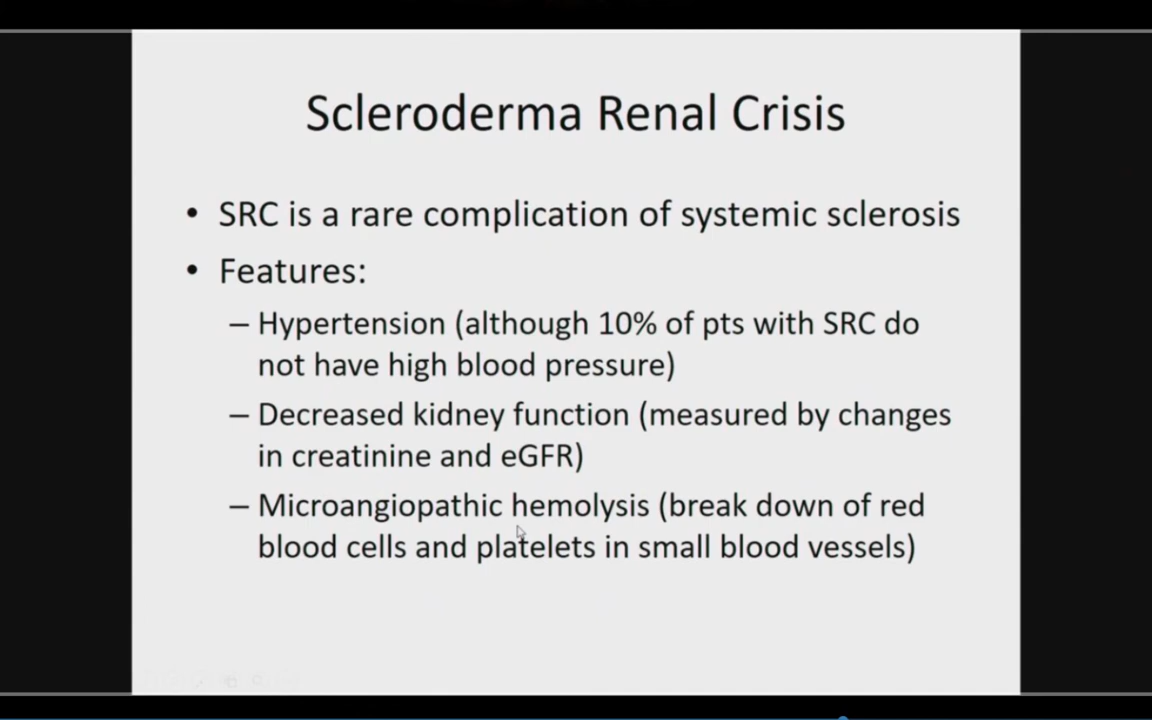 Scleroderma Renal Crisis
• SRC is a rare complication of systemic sclerosis
• Features:
– Hypertension (although 10% of pts with SRC do
not have high blood pressure)
– Decreased kidney function (measured by changes
in creatinine and eGFR)
– Microangiopathic hemolysis (break down of red
blood cells and platelets in small blood vessels)